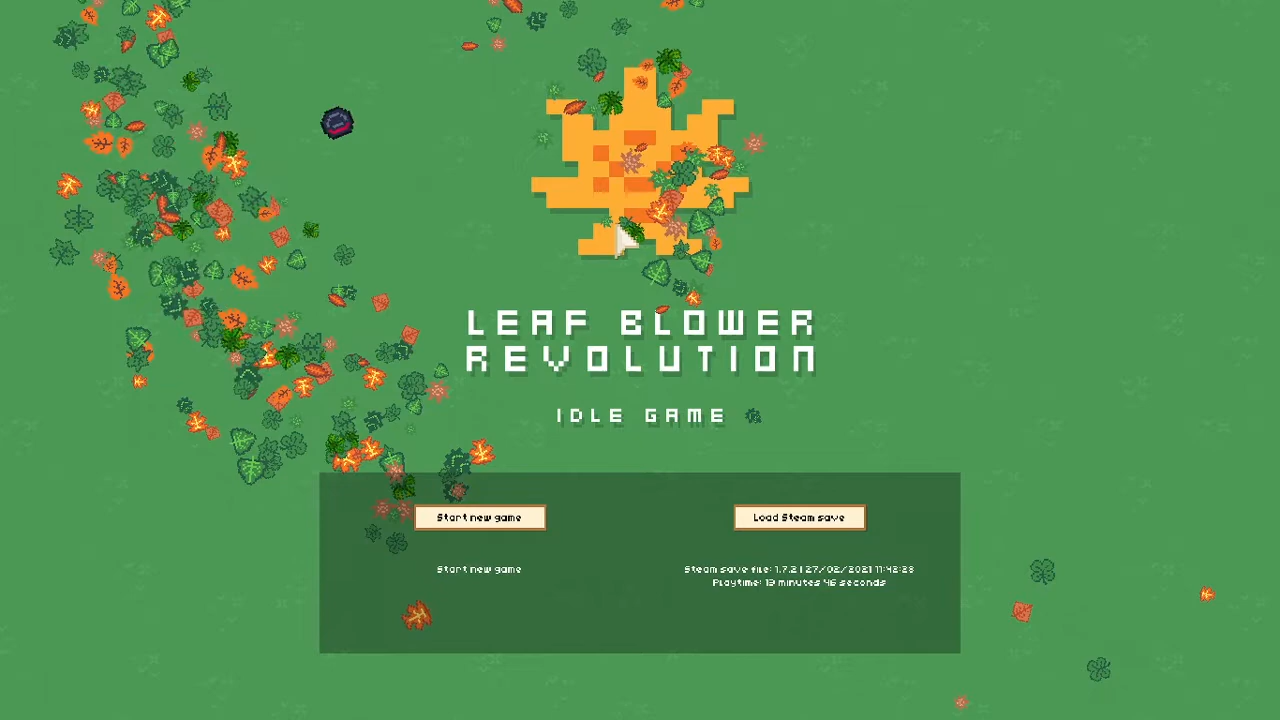 LEAF BLOWER
REVOLUTION
IDLE GAME
Start new game
Load Steam save
Start new game
Steam save file: 1.7.2 | 27/02/2021 11:42:28
Playtime: 13 minutes 46 seconds